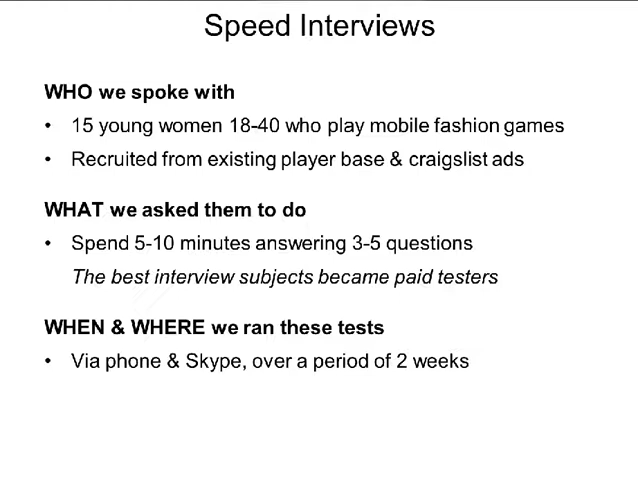 Speed Interviews
WHO we spoke with
• 15 young women 18-40 who play mobile fashion games
• Recruited from existing player base & craigslist ads
WHAT we asked them to do
• Spend 5-10 minutes answering 3-5 questions
The best interview subjects became paid testers
WHEN & WHERE we ran these tests
• Via phone & Skype, over a period of 2 weeks